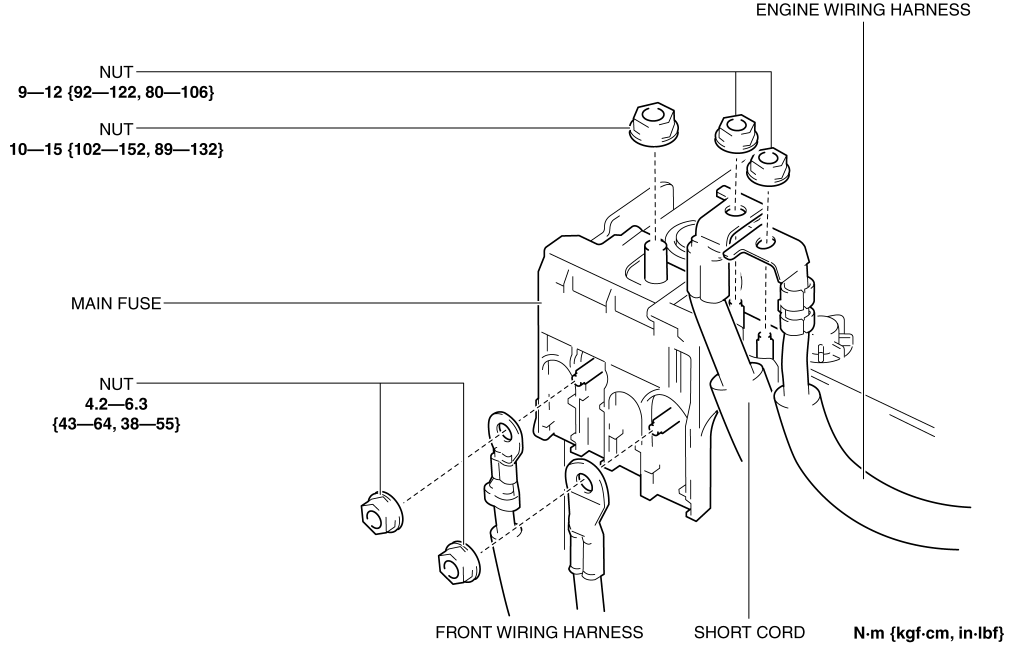 ENGINE WIRING HARNESS
NUT
9—12 {92—122, 80—106}
NUT
10—15 {102—152, 89—132}
MAIN FUSE
NUT
4.2—6.3
{43—64, 38—55}
FRONT WIRING HARNESS
SHORT CORD
N·m {kgf·cm, in·lbf}